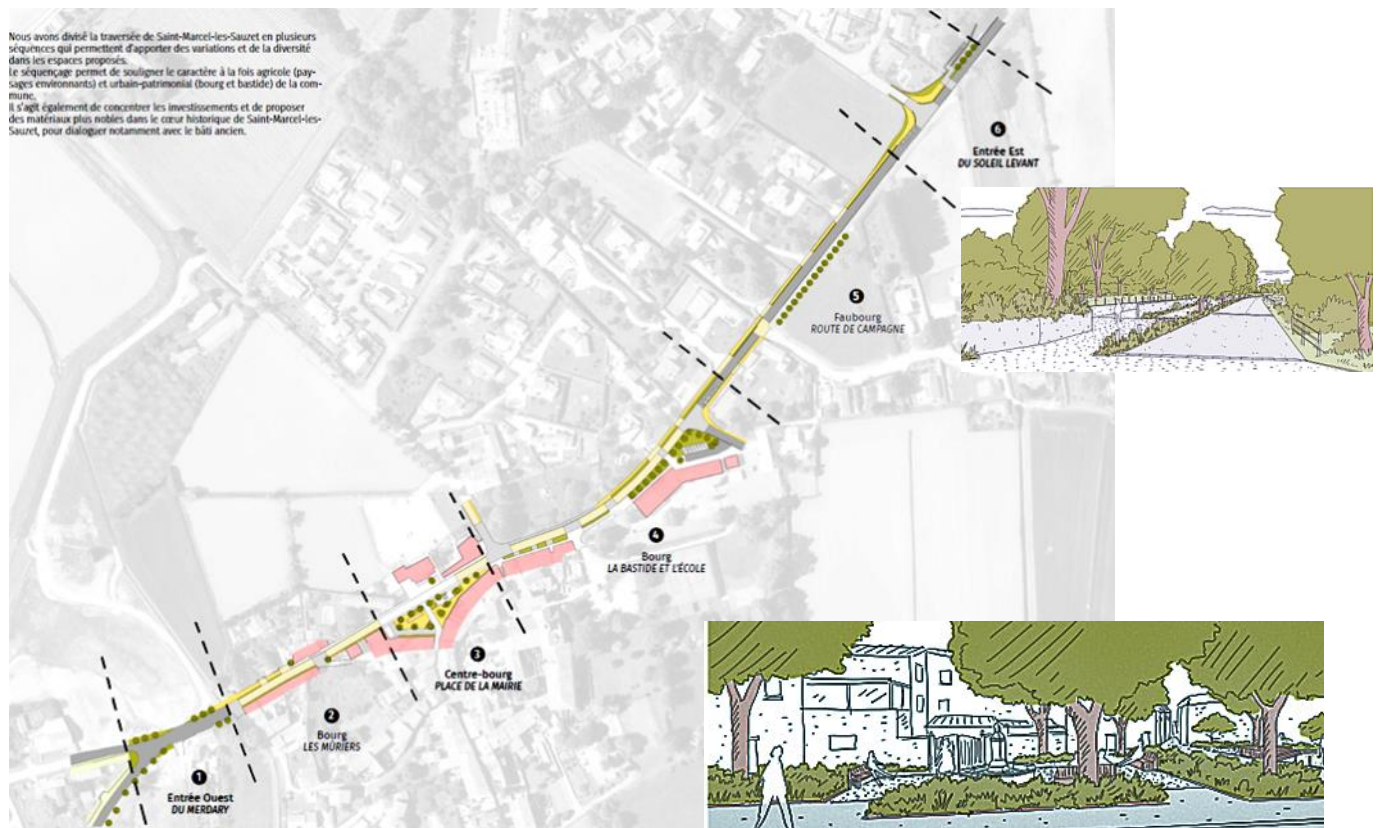 Nous avons divisé la traversée de Saint-Marcel-les-Sauzet en plusieurs
séquences qui permettent d'apporter des variations et de la diversité
dans les espaces proposés.
Le séquençage permet de souligner le caractère à la fois agricole (pay-
sages environnants) et urbain-patrimonial (bourg et bastide) de la com-
mune.
Il s'agit également de concentrer les investissements et de proposer
des matériaux plus nobles dans le cœur historique de Saint-Marcel-les-
Sauzet, pour dialoguer notamment avec le bâti ancien.
6
Entrée Est
DU SOLEIL LEVANT
5
Faubourg
ROUTE DE CAMPAGNE
4
Bourg
LA BASTIDE ET L'ÉCOLE
3
Centre-bourg
PLACE DE LA MAIRIE
2
Bourg
LES MÛRIERS
1
Entrée Ouest
DU MERDARY